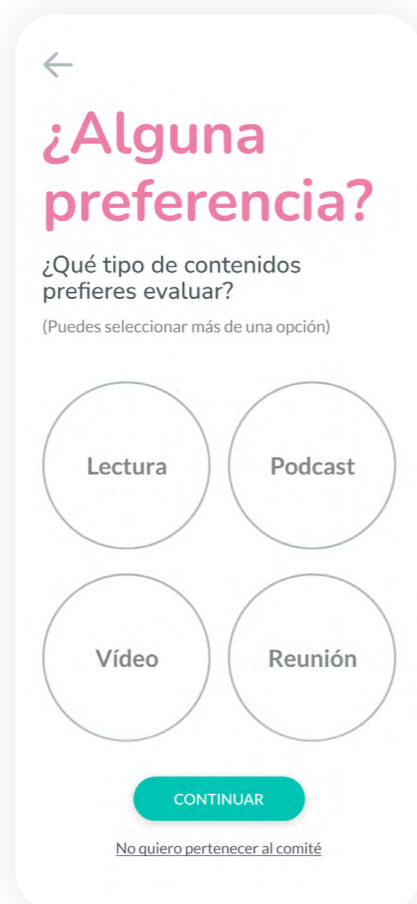 ¿Alguna
preferencia?
¿Qué tipo de contenidos
prefieres evaluar?
(Puedes seleccionar más de una opción)
Lectura
Podcast
Vídeo
Reunión
CONTINUAR
No quiero pertenecer al comité